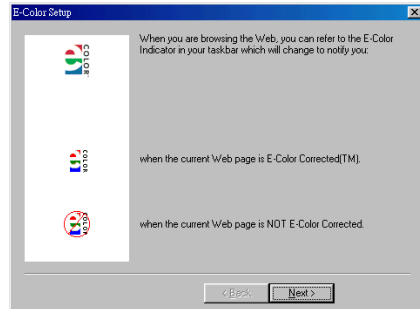 E-Color Setup
When you are browsing the Web, you can refer to the E-Color
Indicator in your taskbar which will change to notify you:
COLOR
when the current Web page is E-Color Corrected(TM).
COLOR
when the current Web page is NOT E-Color Corrected.
COLOR
< Back
Next >